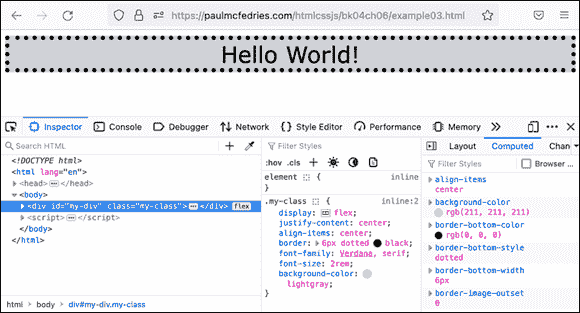 https://paulmcfedries.com/htmlcssjs/bk04ch06/example03.html
Hello World!
Inspector Console Debugger Network Style Editor Performance Memory
Search HTML
<!DOCTYPE html>
<html lang="en">
<head> </head>
<body>
<div id="my-div" class="my-class"> </div> flex
<script> </script>
</body>
</html>
html body div#my-div.my-class
Filter Styles
:hov .cls
element { inline
}
.my-class { inline:2
display: flex;
justify-content: center;
align-items: center;
border: 6px dotted black;
font-family: Verdana, serif;
font-size: 2rem;
background-color:
lightgray;
}
Layout Computed Chan
Filter Styles Browser ...
align-items
center
background-color
rgb(211, 211, 211)
border-bottom-color
rgb(0, 0, 0)
border-bottom-style
dotted
border-bottom-width
6px
border-image-outset
0